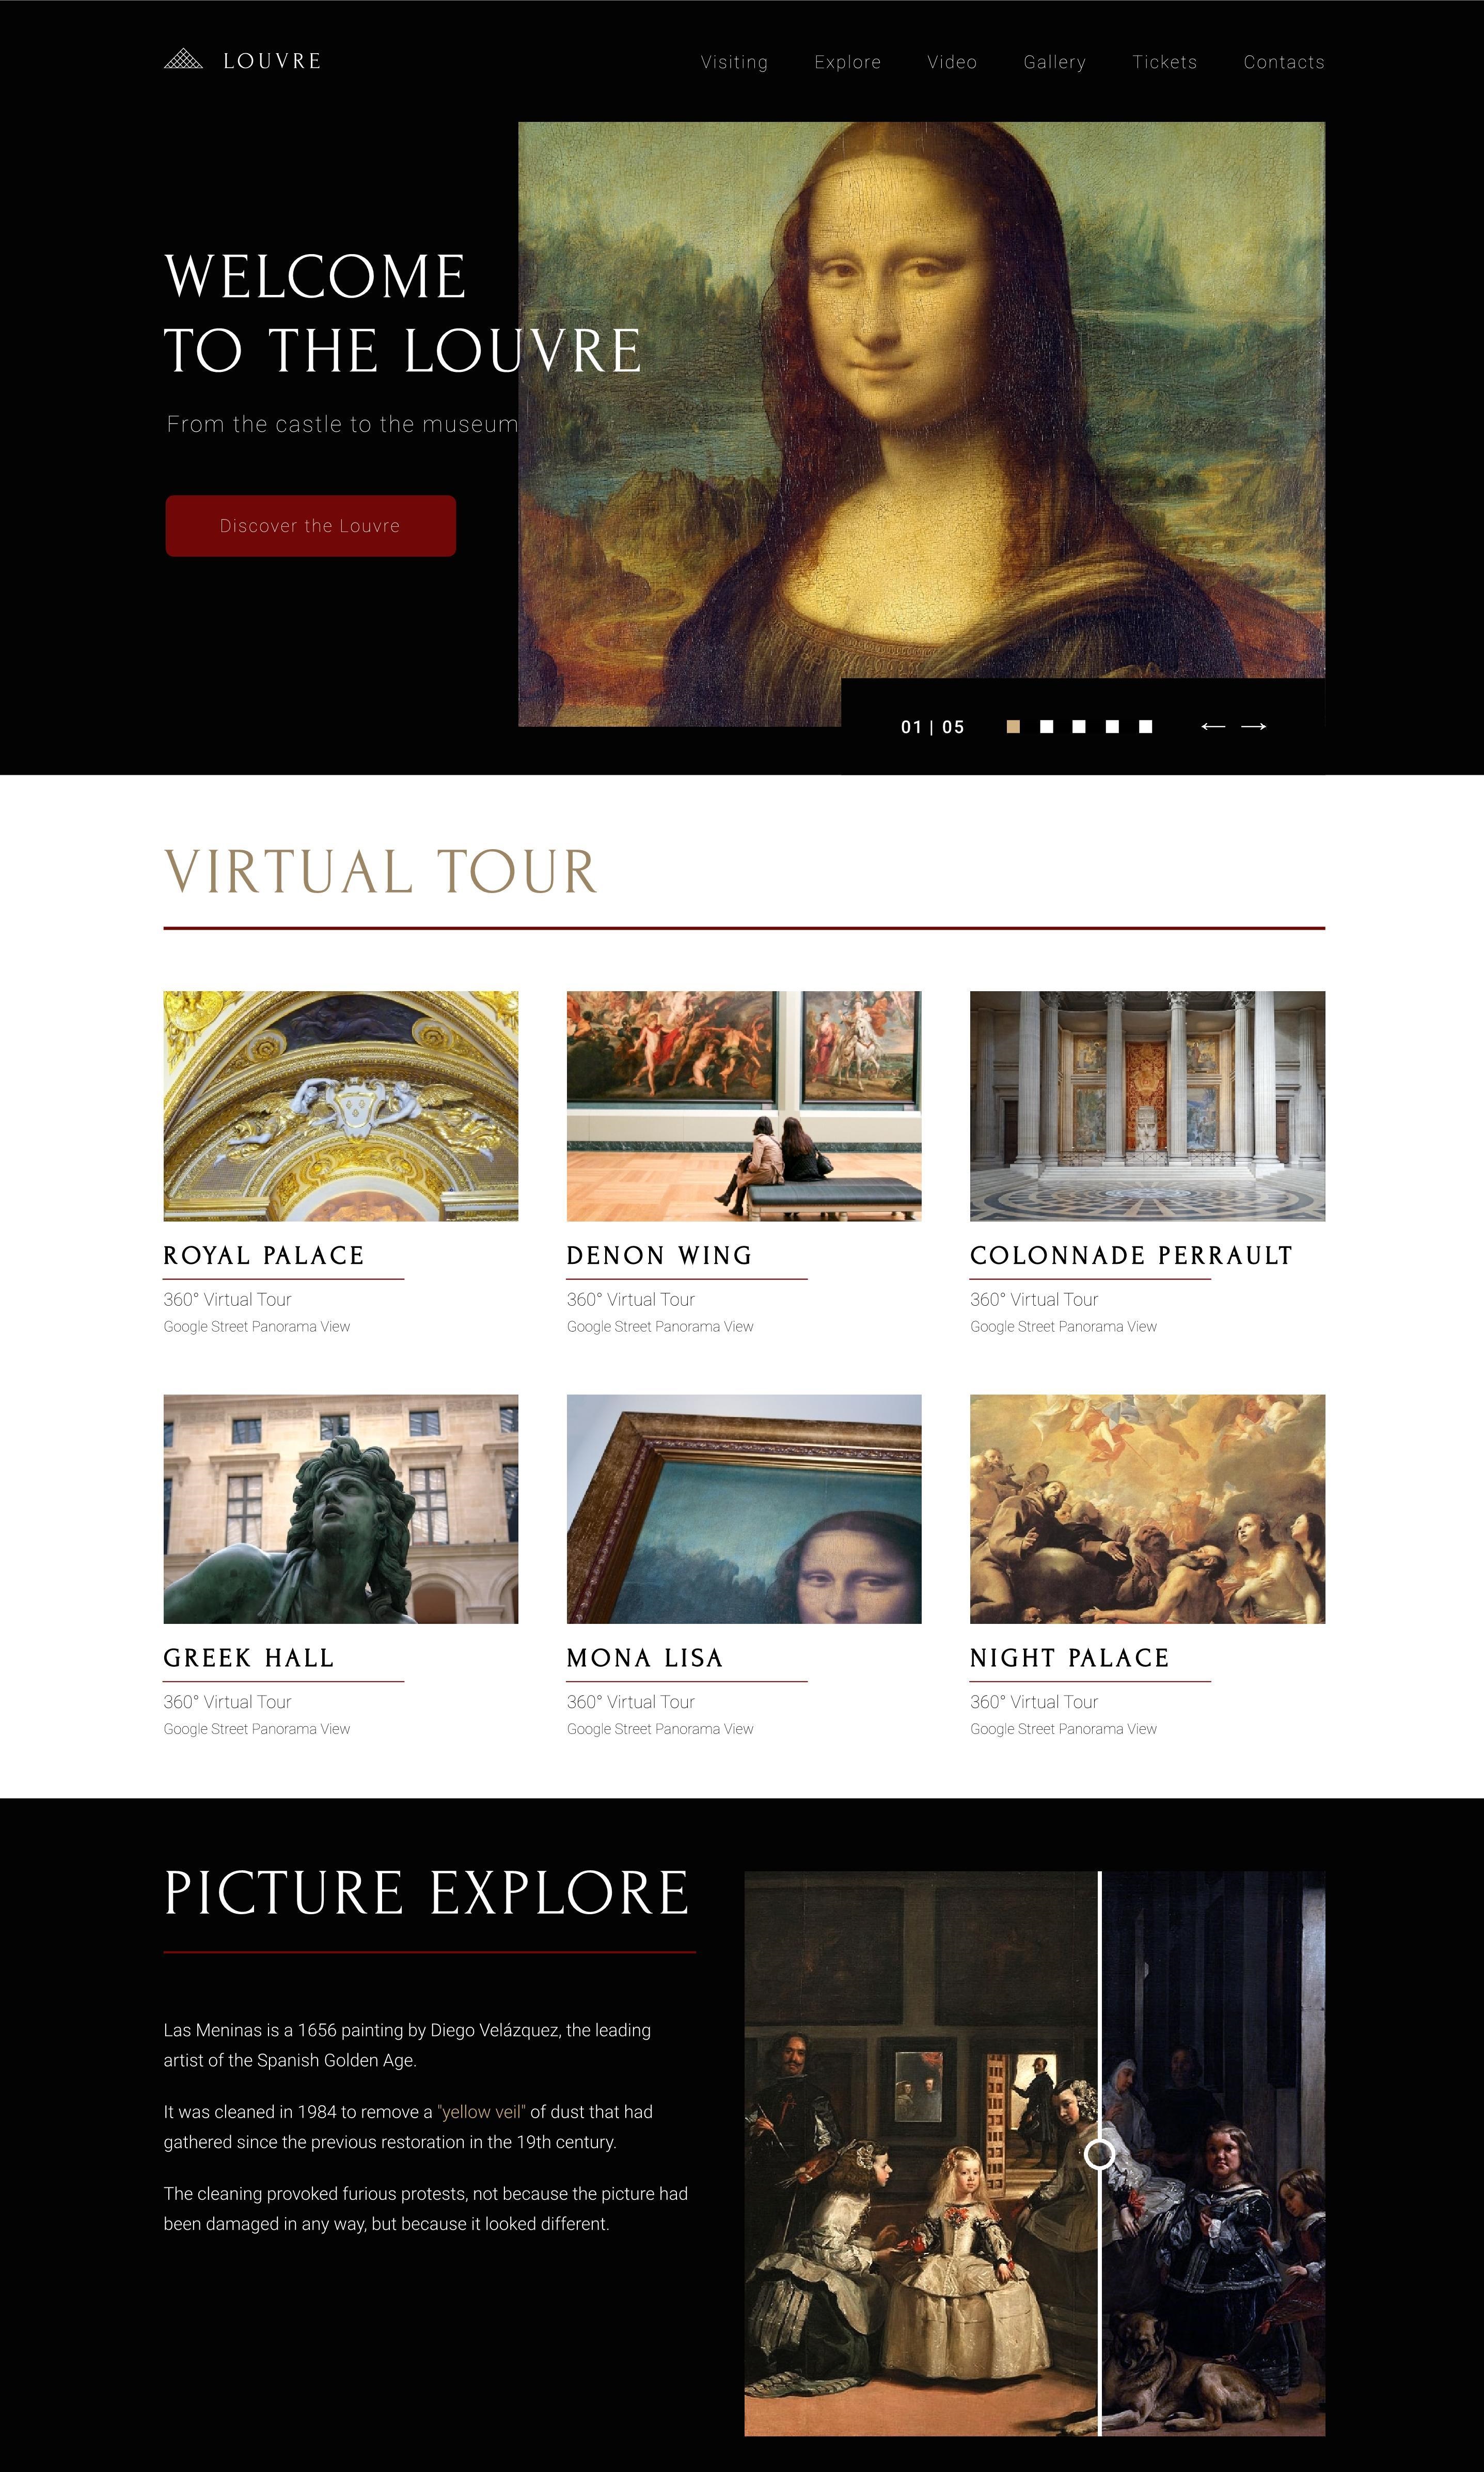 LOUVRE
Visiting Explore Video Gallery Tickets Contacts
WELCOME
TO THE LOUVRE
From the castle to the museum
Discover the Louvre
01 | 05
VIRTUAL TOUR
ROYAL PALACE
360° Virtual Tour
Google Street Panorama View
DENON WING
360° Virtual Tour
Google Street Panorama View
COLONNADE PERRAULT
360° Virtual Tour
Google Street Panorama View
GREEK HALL
360° Virtual Tour
Google Street Panorama View
MONA LISA
360° Virtual Tour
Google Street Panorama View
NIGHT PALACE
360° Virtual Tour
Google Street Panorama View
PICTURE EXPLORE
Las Meninas is a 1656 painting by Diego Velázquez, the leading
artist of the Spanish Golden Age.
It was cleaned in 1984 to remove a "yellow veil" of dust that had
gathered since the previous restoration in the 19th century.
The cleaning provoked furious protests, not because the picture had
been damaged in any way, but because it looked different.